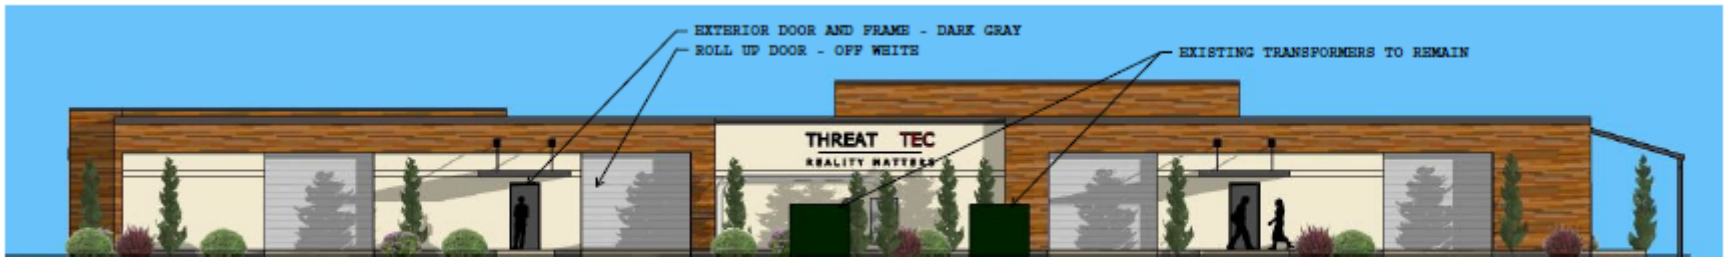 EXTERIOR DOOR AND FRAME - DARK GRAY
ROLL UP DOOR - OFF WHITE
EXISTING TRANSFORMERS TO REMAIN
THREAT TEC
REALITY MATTERS